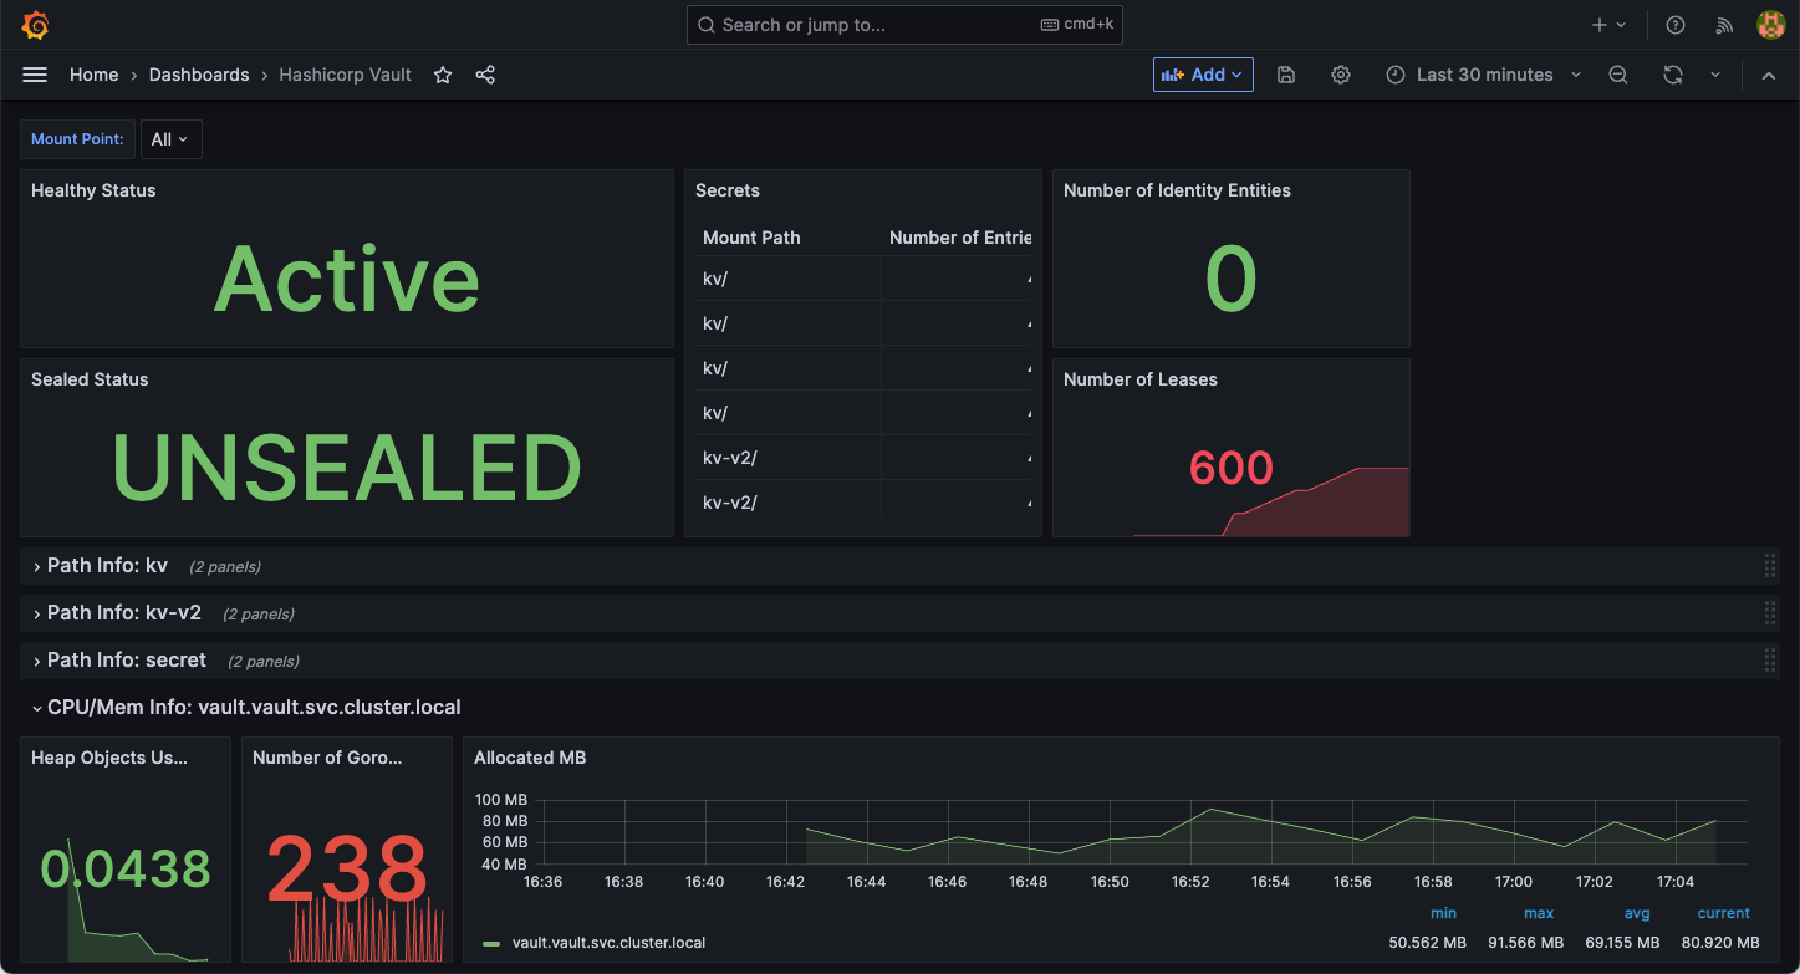 Search or jump to... cmd+k
Home › Dashboards › Hashicorp Vault
Add
Last 30 minutes
Mount Point: All
Healthy Status
Active
Sealed Status
UNSEALED
Secrets
Mount Path Number of Entrie
kv/
kv/
kv/
kv/
kv-v2/
kv-v2/
Number of Identity Entities
0
Number of Leases
600
Path Info: kv (2 panels)
Path Info: kv-v2 (2 panels)
Path Info: secret (2 panels)
CPU/Mem Info: vault.vault.svc.cluster.local
Heap Objects Us...
0.0438
Number of Goro...
238
Allocated MB
100 MB
80 MB
60 MB
40 MB
16:36 16:38 16:40 16:42 16:44 16:46 16:48 16:50 16:52 16:54 16:56 16:58 17:00 17:02 17:04
min max avg current
vault.vault.svc.cluster.local 50.562 MB 91.566 MB 69.155 MB 80.920 MB